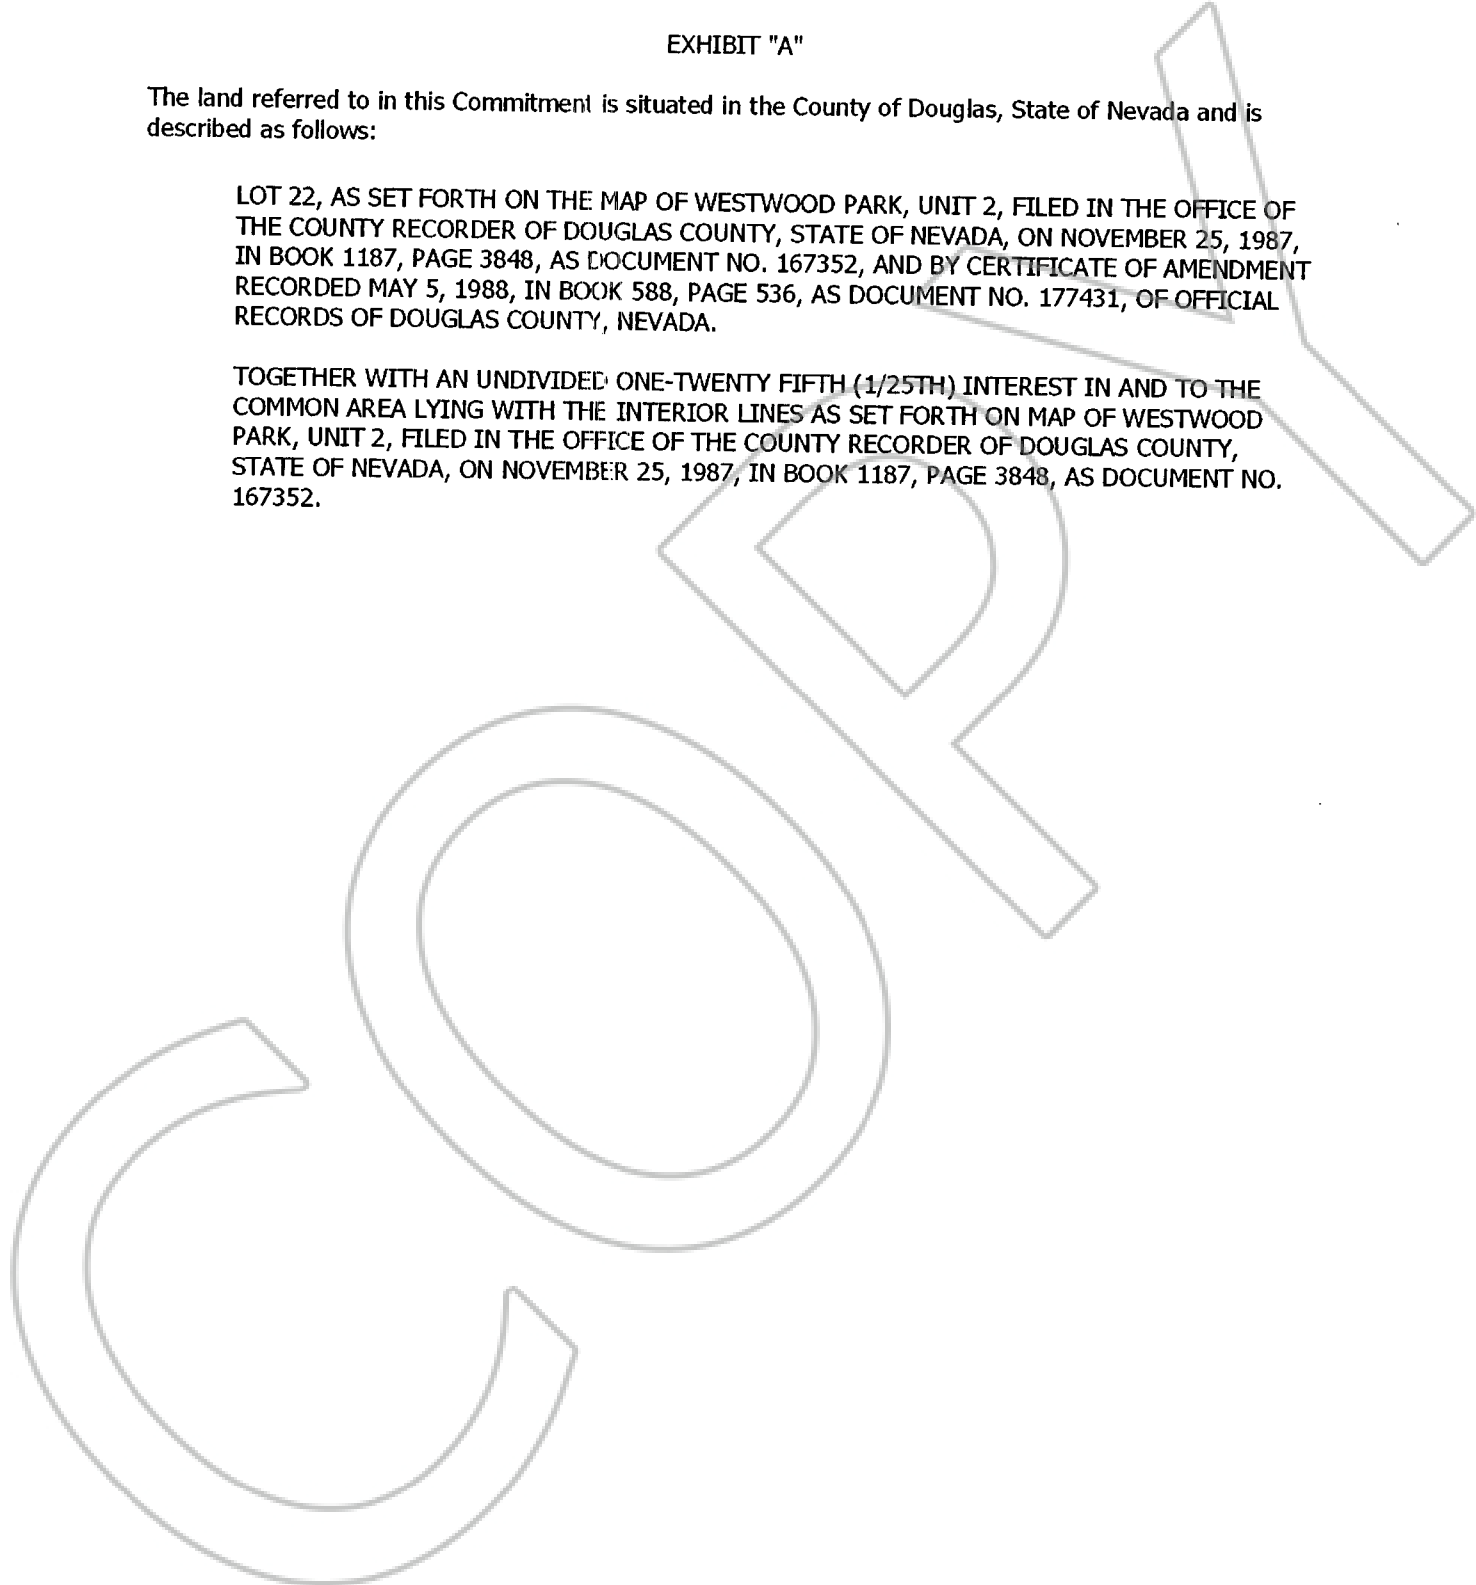 EXHIBIT "A"
The land referred to in this Commitment is situated in the County of Douglas, State of Nevada and is
described as follows:
LOT 22, AS SET FORTH ON THE MAP OF WESTWOOD PARK, UNIT 2, FILED IN THE OFFICE OF
THE COUNTY RECORDER OF DOUGLAS COUNTY, STATE OF NEVADA, ON NOVEMBER 25, 1987,
IN BOOK 1187, PAGE 3848, AS DOCUMENT NO. 167352, AND BY CERTIFICATE OF AMENDMENT
RECORDED MAY 5, 1988, IN BOOK 588, PAGE 536, AS DOCUMENT NO. 177431, OF OFFICIAL
RECORDS OF DOUGLAS COUNTY, NEVADA.
TOGETHER WITH AN UNDIVIDED ONE-TWENTY FIFTH (1/25TH) INTEREST IN AND TO THE
COMMON AREA LYING WITH THE INTERIOR LINES AS SET FORTH ON MAP OF WESTWOOD
PARK, UNIT 2, FILED IN THE OFFICE OF THE COUNTY RECORDER OF DOUGLAS COUNTY,
STATE OF NEVADA, ON NOVEMBER 25, 1987, IN BOOK 1187, PAGE 3848, AS DOCUMENT NO.
167352.
COPY